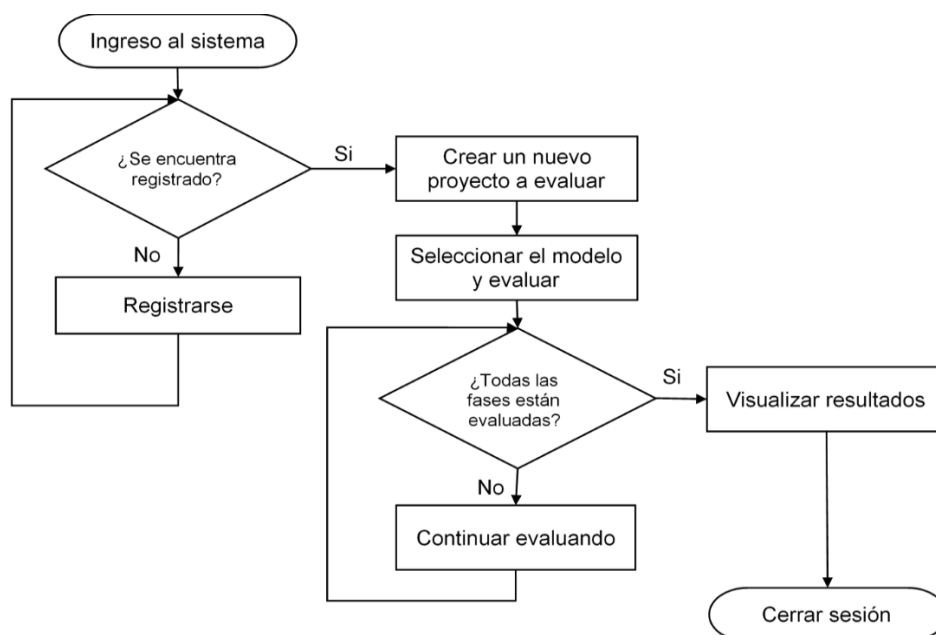 Ingreso al sistema
¿Se encuentra
registrado?
Si
No
Registrarse
Crear un nuevo
proyecto a evaluar
Seleccionar el modelo
y evaluar
¿Todas las
fases están
evaluadas?
Si
No
Continuar evaluando
Visualizar resultados
Cerrar sesión